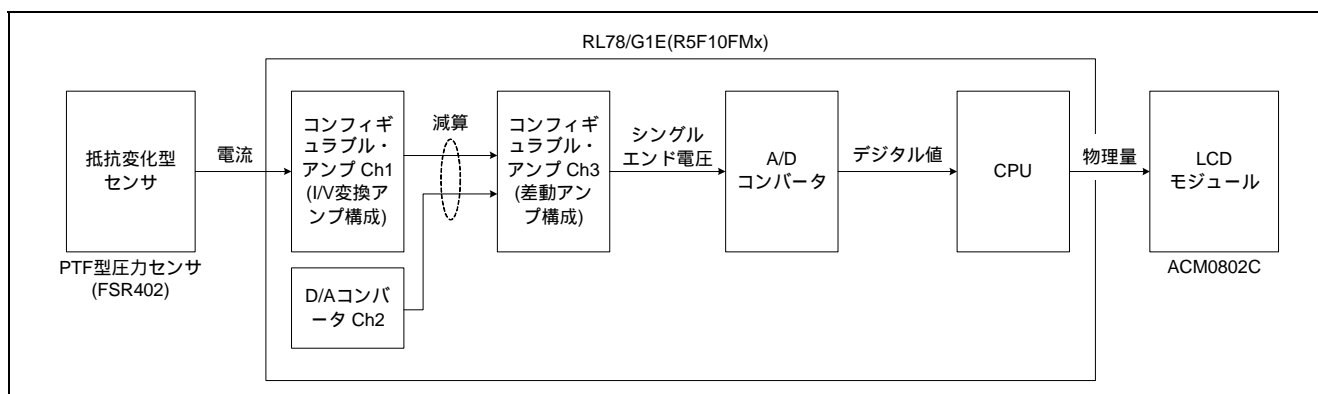 RL78/G1E(R5F10FMx)
抵抗変化型
センサ
PTF型圧力センサ
(FSR402)
電流
コンフィギ
ュラブル・
アンプ Ch1
(I/V変換ア
ンプ構成)
D/Aコンバ
ータ Ch2
減算
コンフィギ
ュラブル・
アンプ Ch3
(差動アン
プ構成)
シングル
エンド電圧
A/D
コンバータ
デジタル値
CPU
物理量
LCD
モジュール
ACM0802C